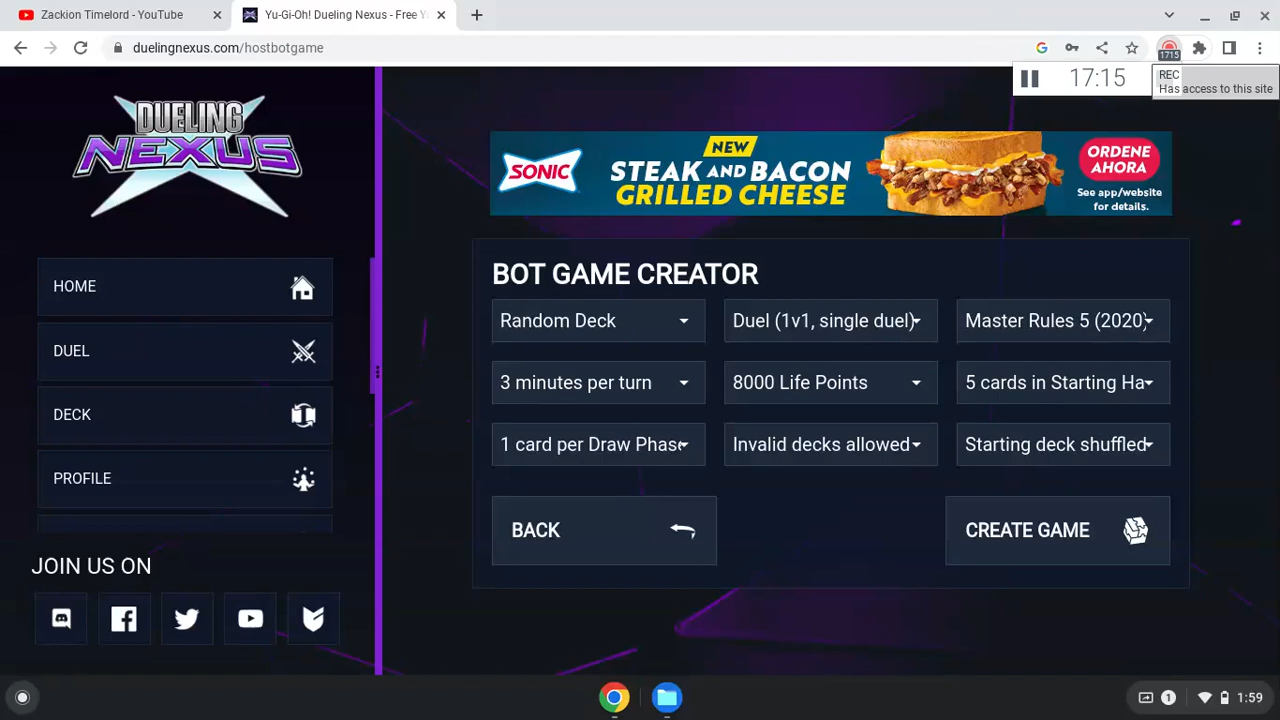 Zackion Timelord - YouTube
Yu-Gi-Oh! Dueling Nexus - Free
duelingnexus.com/hostbotgame
1715
17:15
REC
Has access to this site
DUELING
NEXUS
SONIC
NEW
STEAK AND BACON
GRILLED CHEESE
ORDENE
AHORA
See app/website
for details.
HOME
DUEL
DECK
PROFILE
BOT GAME CREATOR
Random Deck
Duel (1v1, single duel)
Master Rules 5 (2020)
3 minutes per turn
8000 Life Points
5 cards in Starting Ha
1 card per Draw Phase
Invalid decks allowed
Starting deck shuffled
BACK
CREATE GAME
JOIN US ON
1
1:59